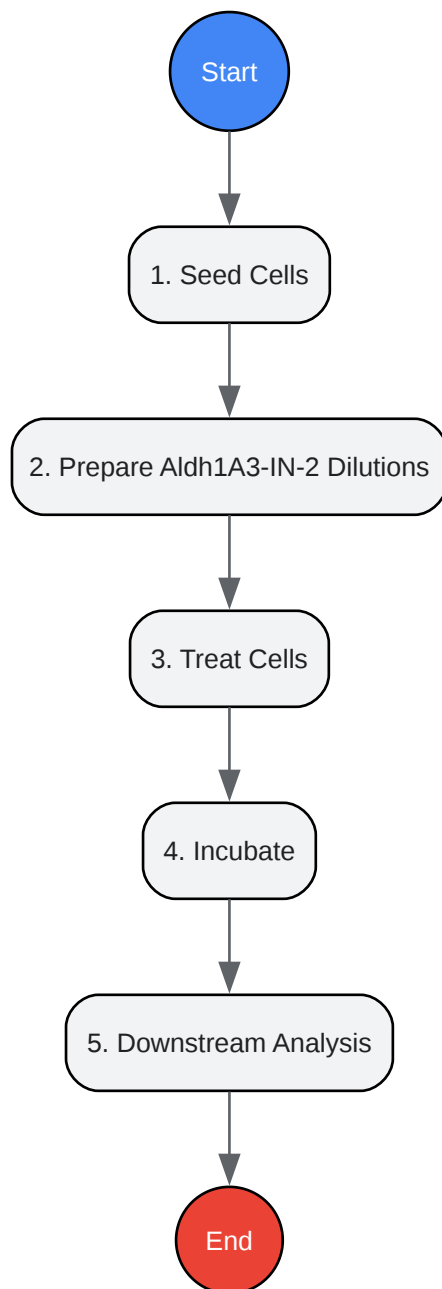 Start
1. Seed Cells
2. Prepare Aldh1A3-IN-2 Dilutions
3. Treat Cells
4. Incubate
5. Downstream Analysis
End